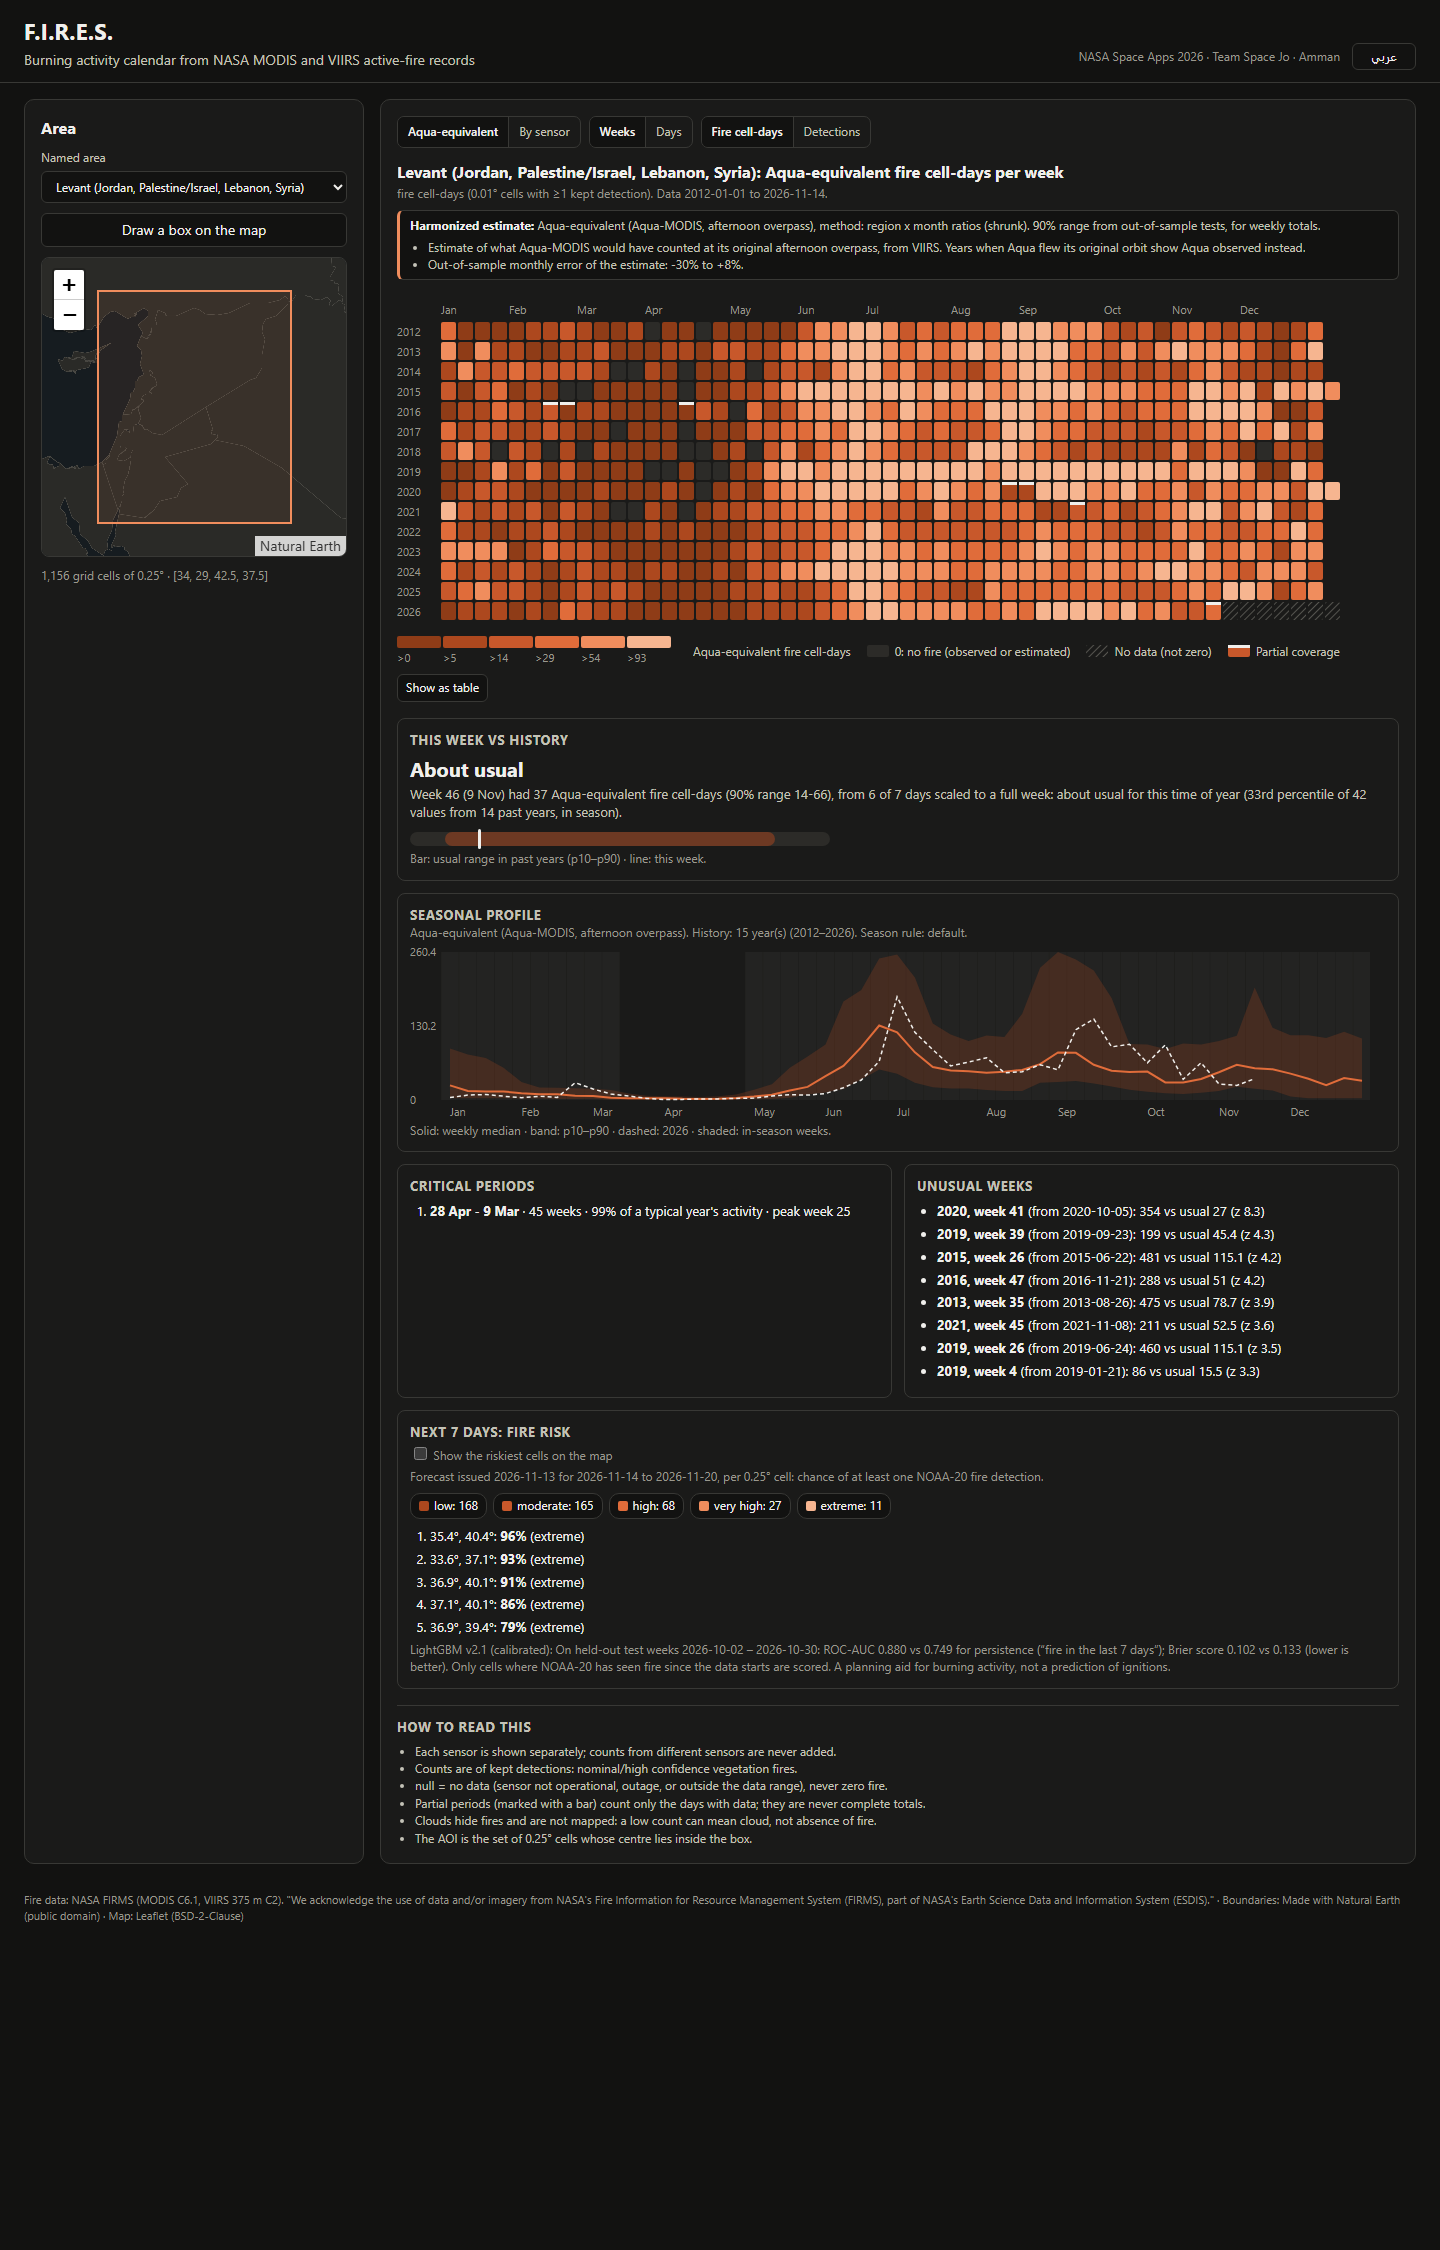 F.I.R.E.S.
Burning activity calendar from NASA MODIS and VIIRS active-fire records
NASA Space Apps 2026 · Team Space Jo · Amman
عربي
Area
Named area
Levant (Jordan, Palestine/Israel, Lebanon, Syria)
Draw a box on the map
+
−
Natural Earth
1,156 grid cells of 0.25° · [34, 29, 42.5, 37.5]
Aqua-equivalent By sensor Weeks Days Fire cell-days Detections
Levant (Jordan, Palestine/Israel, Lebanon, Syria): Aqua-equivalent fire cell-days per week
fire cell-days (0.01° cells with ≥1 kept detection). Data 2012-01-01 to 2026-11-14.
Harmonized estimate: Aqua-equivalent (Aqua-MODIS, afternoon overpass), method: region x month ratios (shrunk). 90% range from out-of-sample tests, for weekly totals.
• Estimate of what Aqua-MODIS would have counted at its original afternoon overpass, from VIIRS. Years when Aqua flew its original orbit show Aqua observed instead.
• Out-of-sample monthly error of the estimate: -30% to +8%.
Jan Feb Mar Apr May Jun Jul Aug Sep Oct Nov Dec
2012
2013
2014
2015
2016
2017
2018
2019
2020
2021
2022
2023
2024
2025
2026
>0 >5 >14 >29 >54 >93
Aqua-equivalent fire cell-days 0: no fire (observed or estimated) No data (not zero) Partial coverage
Show as table
THIS WEEK VS HISTORY
About usual
Week 46 (9 Nov) had 37 Aqua-equivalent fire cell-days (90% range 14-66), from 6 of 7 days scaled to a full week: about usual for this time of year (33rd percentile of 42
values from 14 past years, in season).
Bar: usual range in past years (p10–p90) · line: this week.
SEASONAL PROFILE
Aqua-equivalent (Aqua-MODIS, afternoon overpass). History: 15 year(s) (2012–2026). Season rule: default.
260.4
130.2
0
Jan Feb Mar Apr May Jun Jul Aug Sep Oct Nov Dec
Solid: weekly median · band: p10–p90 · dashed: 2026 · shaded: in-season weeks.
CRITICAL PERIODS
1. 28 Apr - 9 Mar · 45 weeks · 99% of a typical year's activity · peak week 25
UNUSUAL WEEKS
• 2020, week 41 (from 2020-10-05): 354 vs usual 27 (z 8.3)
• 2019, week 39 (from 2019-09-23): 199 vs usual 45.4 (z 4.3)
• 2015, week 26 (from 2015-06-22): 481 vs usual 115.1 (z 4.2)
• 2016, week 47 (from 2016-11-21): 288 vs usual 51 (z 4.2)
• 2013, week 35 (from 2013-08-26): 475 vs usual 78.7 (z 3.9)
• 2021, week 45 (from 2021-11-08): 211 vs usual 52.5 (z 3.6)
• 2019, week 26 (from 2019-06-24): 460 vs usual 115.1 (z 3.5)
• 2019, week 4 (from 2019-01-21): 86 vs usual 15.5 (z 3.3)
NEXT 7 DAYS: FIRE RISK
Show the riskiest cells on the map
Forecast issued 2026-11-13 for 2026-11-14 to 2026-11-20, per 0.25° cell: chance of at least one NOAA-20 fire detection.
low: 168 moderate: 165 high: 68 very high: 27 extreme: 11
1. 35.4°, 40.4°: 96% (extreme)
2. 33.6°, 37.1°: 93% (extreme)
3. 36.9°, 40.1°: 91% (extreme)
4. 37.1°, 40.1°: 86% (extreme)
5. 36.9°, 39.4°: 79% (extreme)
LightGBM v2.1 (calibrated): On held-out test weeks 2026-10-02 – 2026-10-30: ROC-AUC 0.880 vs 0.749 for persistence ("fire in the last 7 days"); Brier score 0.102 vs 0.133 (lower is
better). Only cells where NOAA-20 has seen fire since the data starts are scored. A planning aid for burning activity, not a prediction of ignitions.
HOW TO READ THIS
• Each sensor is shown separately; counts from different sensors are never added.
• Counts are of kept detections: nominal/high confidence vegetation fires.
• null = no data (sensor not operational, outage, or outside the data range), never zero fire.
• Partial periods (marked with a bar) count only the days with data; they are never complete totals.
• Clouds hide fires and are not mapped: a low count can mean cloud, not absence of fire.
• The AOI is the set of 0.25° cells whose centre lies inside the box.
Fire data: NASA FIRMS (MODIS C6.1, VIIRS 375 m C2). "We acknowledge the use of data and/or imagery from NASA's Fire Information for Resource Management System (FIRMS), part of NASA's Earth Science Data and Information System (ESDIS)." · Boundaries: Made with Natural Earth
(public domain) · Map: Leaflet (BSD-2-Clause)